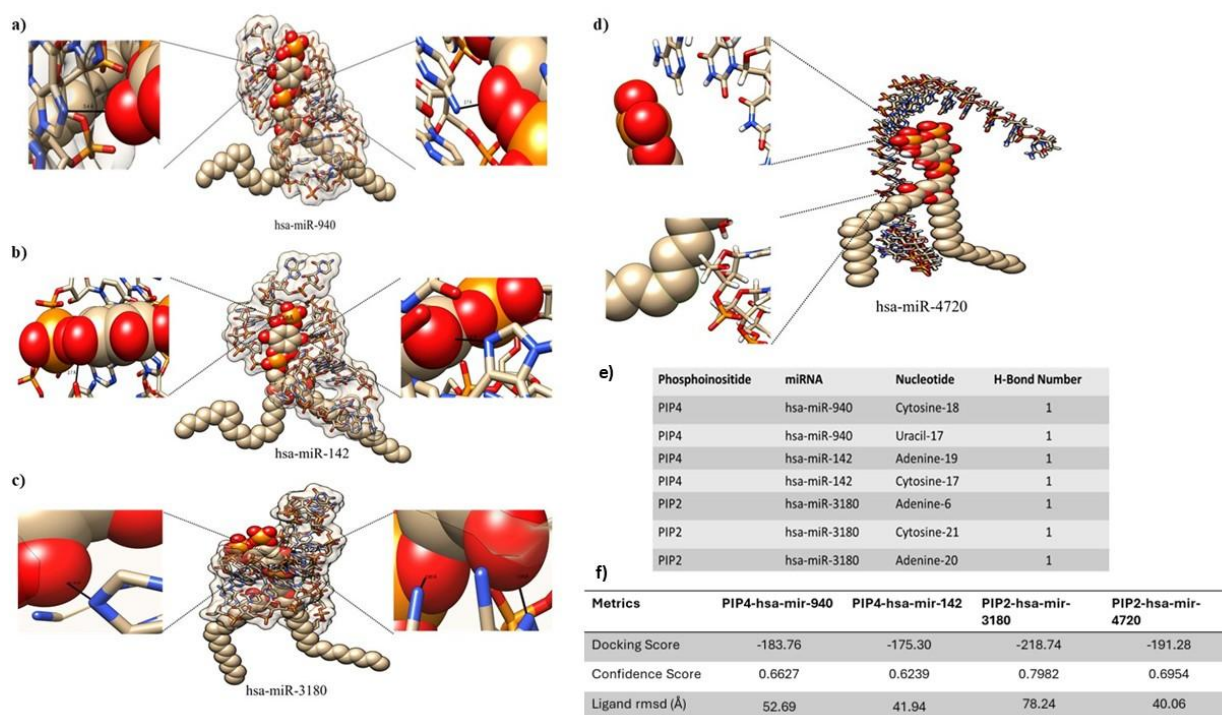 a)
hsa-miR-940
b)
hsa-miR-142
c)
hsa-miR-3180
d)
hsa-miR-4720
e)
Phosphoinositide miRNA Nucleotide H-Bond Number
PIP4 hsa-miR-940 Cytosine-18 1
PIP4 hsa-miR-940 Uracil-17 1
PIP4 hsa-miR-142 Adenine-19 1
PIP4 hsa-miR-142 Cytosine-17 1
PIP2 hsa-miR-3180 Adenine-6 1
PIP2 hsa-miR-3180 Cytosine-21 1
PIP2 hsa-miR-3180 Adenine-20 1
f)
Metrics PIP4-hsa-mir-940 PIP4-hsa-mir-142 PIP2-hsa-mir- PIP2-hsa-mir-
3180 4720
Docking Score -183.76 -175.30 -218.74 -191.28
Confidence Score 0.6627 0.6239 0.7982 0.6954
Ligand rmsd (Å) 52.69 41.94 78.24 40.06